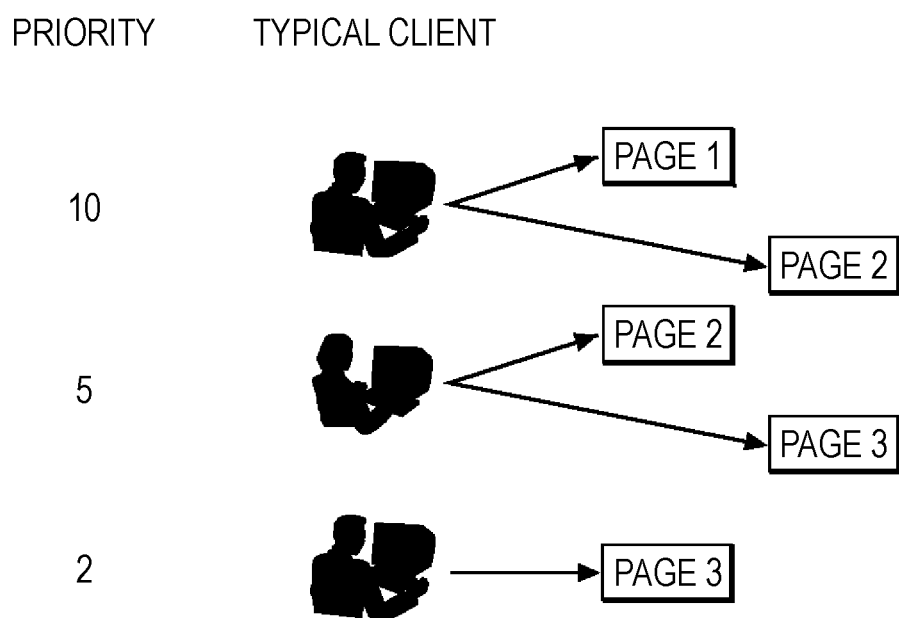 PRIORITY TYPICAL CLIENT
PAGE 1
10
PAGE 2
PAGE 2
5
PAGE 3
2 PAGE 3